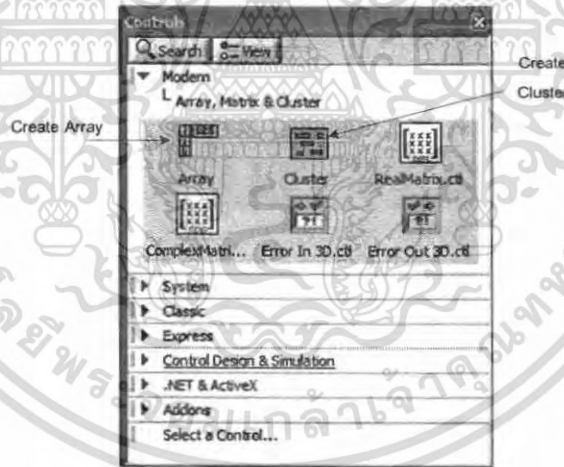 Controls
Search View
Modern
Array, Matrix & Cluster
Create Array
Create
Cluster
Array Cluster RealMatrix.ctl
ComplexMatri... Error In 3D.ctl Error Out 3D.ctl
System
Classic
Express
Control Design & Simulation
.NET & ActiveX
Addons
Select a Control...